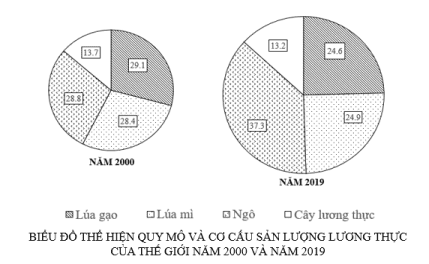 13.7
29.1
28.8
28.4
NĂM 2000
13.2
24.6
37.3
24.9
NĂM 2019
Lúa gạo Lúa mì Ngô Cây lương thực
BIỂU ĐỒ THỂ HIỆN QUY MÔ VÀ CƠ CẤU SẢN LƯỢNG LƯƠNG THỰC
CỦA THẾ GIỚI NĂM 2000 VÀ NĂM 2019